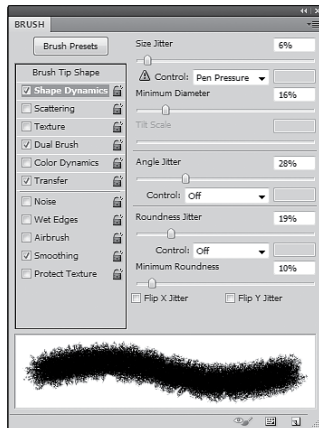 BRUSH
Brush Presets
Brush Tip Shape
Shape Dynamics
Scattering
Texture
Dual Brush
Color Dynamics
Transfer
Noise
Wet Edges
Airbrush
Smoothing
Protect Texture
Size Jitter 6%
Control: Pen Pressure
Minimum Diameter 16%
Tilt Scale
Angle Jitter 28%
Control: Off
Roundness Jitter 19%
Control: Off
Minimum Roundness 10%
Flip X Jitter Flip Y Jitter